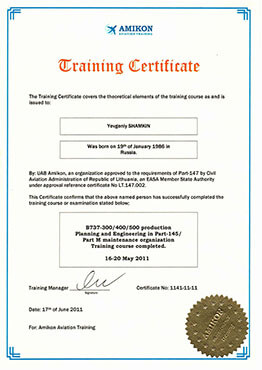 AMIKON
AVIATION TRAINING
Training Certificate
The Training Certificate covers the theoretical elements of the training course as and is
issued to:
Yevgeniy SHAMKIN
Was born on 19th of January 1986 in
Russia.
By: UAB Amikon, an organization approved to the requirements of Part-147 by Civil
Aviation Administration of Republic of Lithuania, an EASA Member State Authority
under approval reference certificate No LT.147.002.
This Certificate confirms that the above named person has successfully completed the
training course or examination stated below:
B737-300/400/500 production
Planning and Engineering in Part-145/
Part M maintenance organization
Training course completed.
16-20 May 2011
Training Manager
Signature
Certificate No: 1141-11-11
Date: 17th of June 2011
For: Amikon Aviation Training
AMIKON